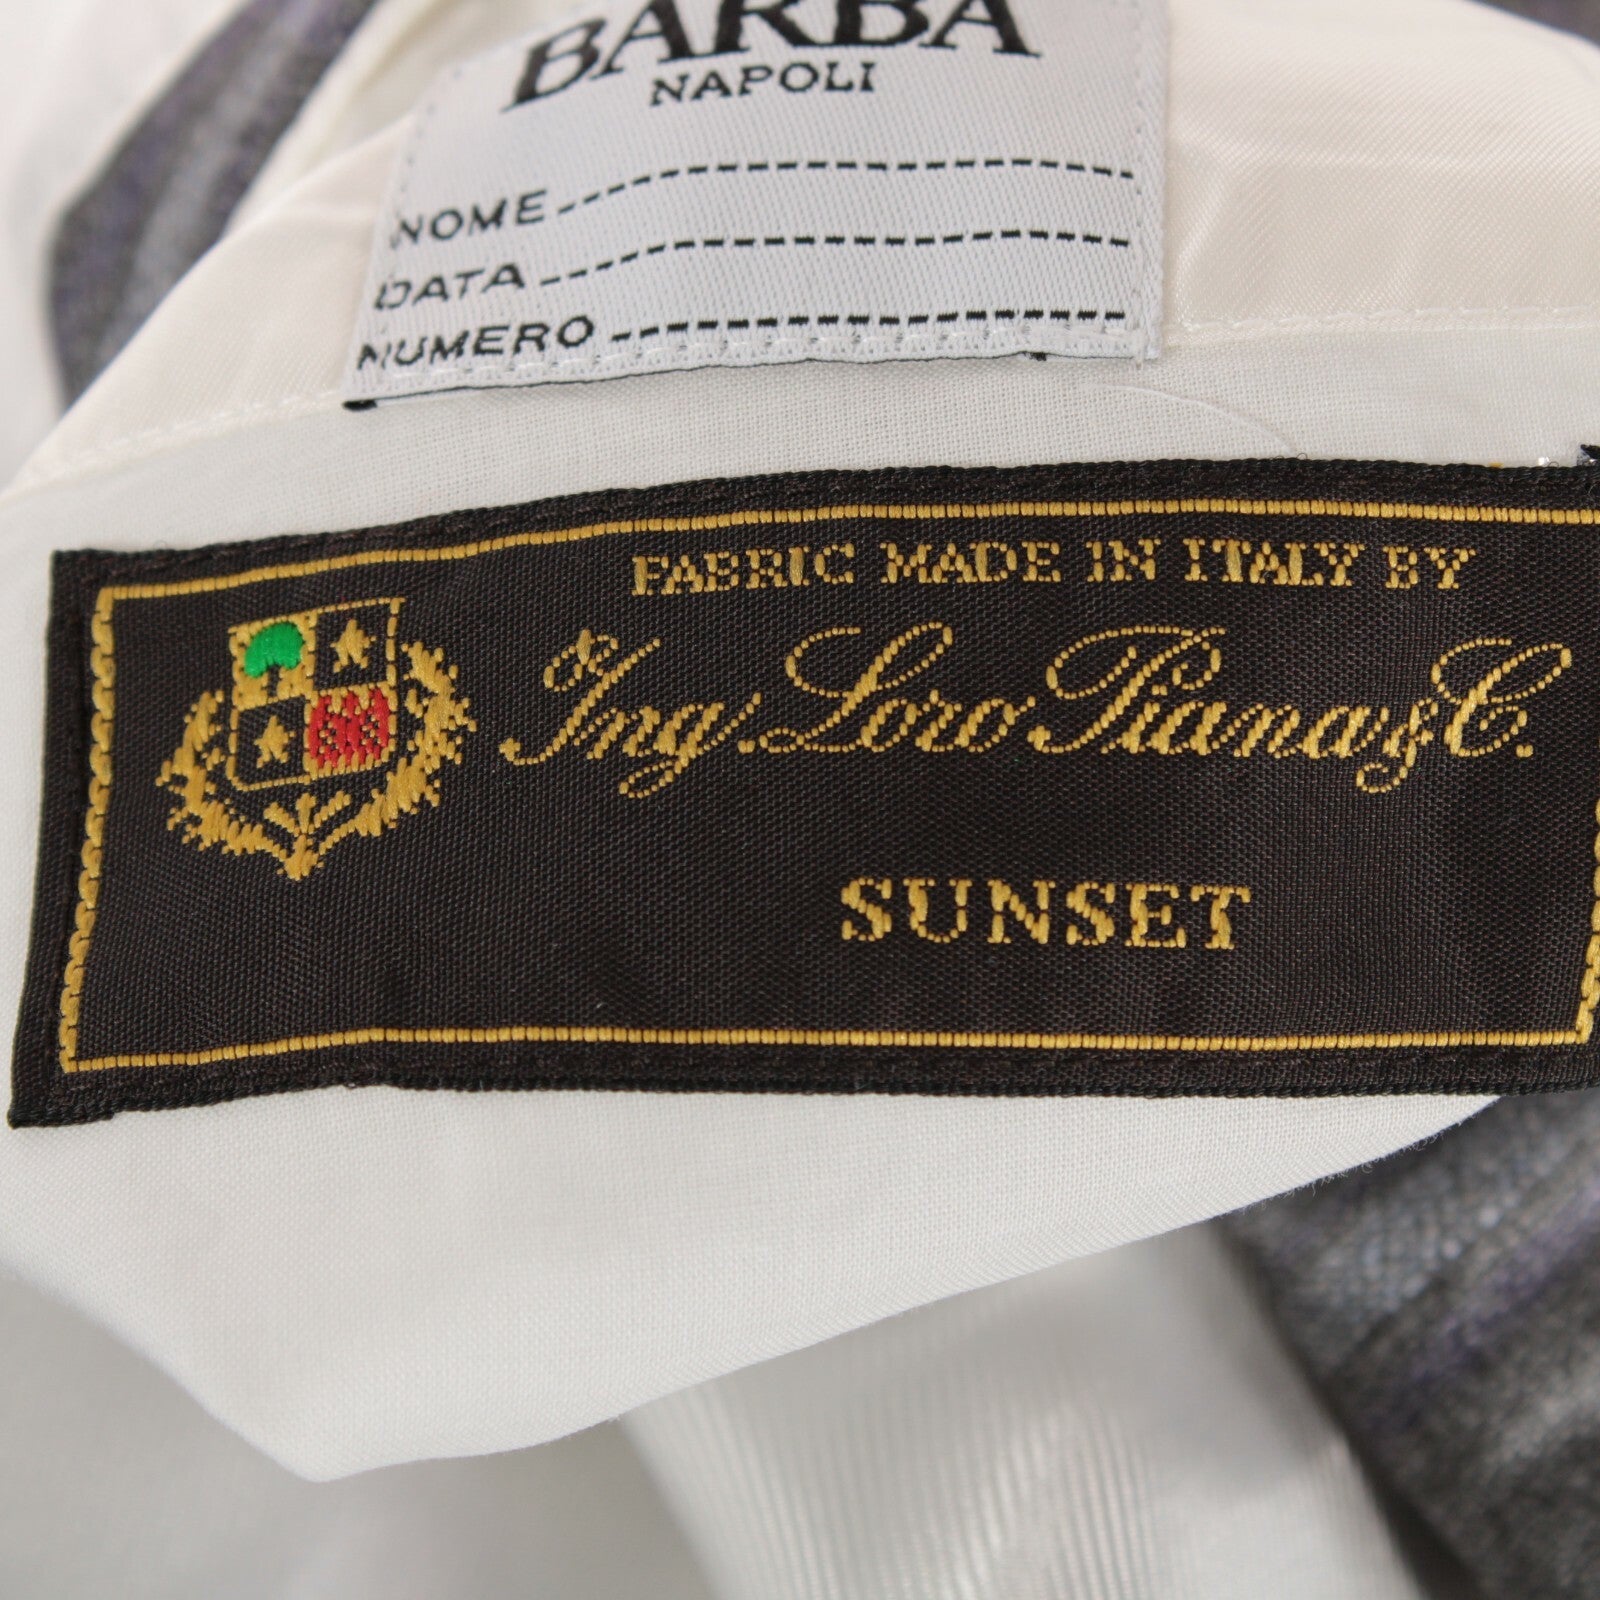 BARBA
NAPOLI
NOME
DATA
NUMERO
FABRIC MADE IN ITALY BY
Ing. Loro Piana & C.
SUNSET